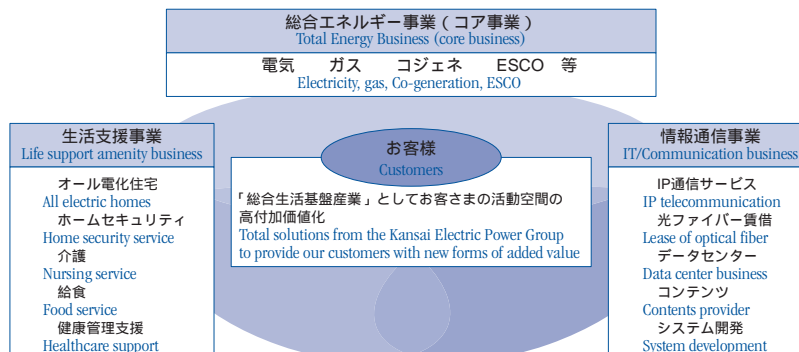 総合エネルギー事業（コア事業）
Total Energy Business (core business)
電気　ガス　コジェネ　ESCO　等
Electricity, gas, Co-generation, ESCO
生活支援事業
Life support amenity business
オール電化住宅
All electric homes
ホームセキュリティ
Home security service
介護
Nursing service
給食
Food service
健康管理支援
Healthcare support
お客様
Customers
「総合生活基盤産業」としてお客さまの活動空間の
高付加価値化
Total solutions from the Kansai Electric Power Group
to provide our customers with new forms of added value
情報通信事業
IT/Communication business
IP通信サービス
IP telecommunication
光ファイバー賃借
Lease of optical fiber
データセンター
Data center business
コンテンツ
Contents provider
システム開発
System development